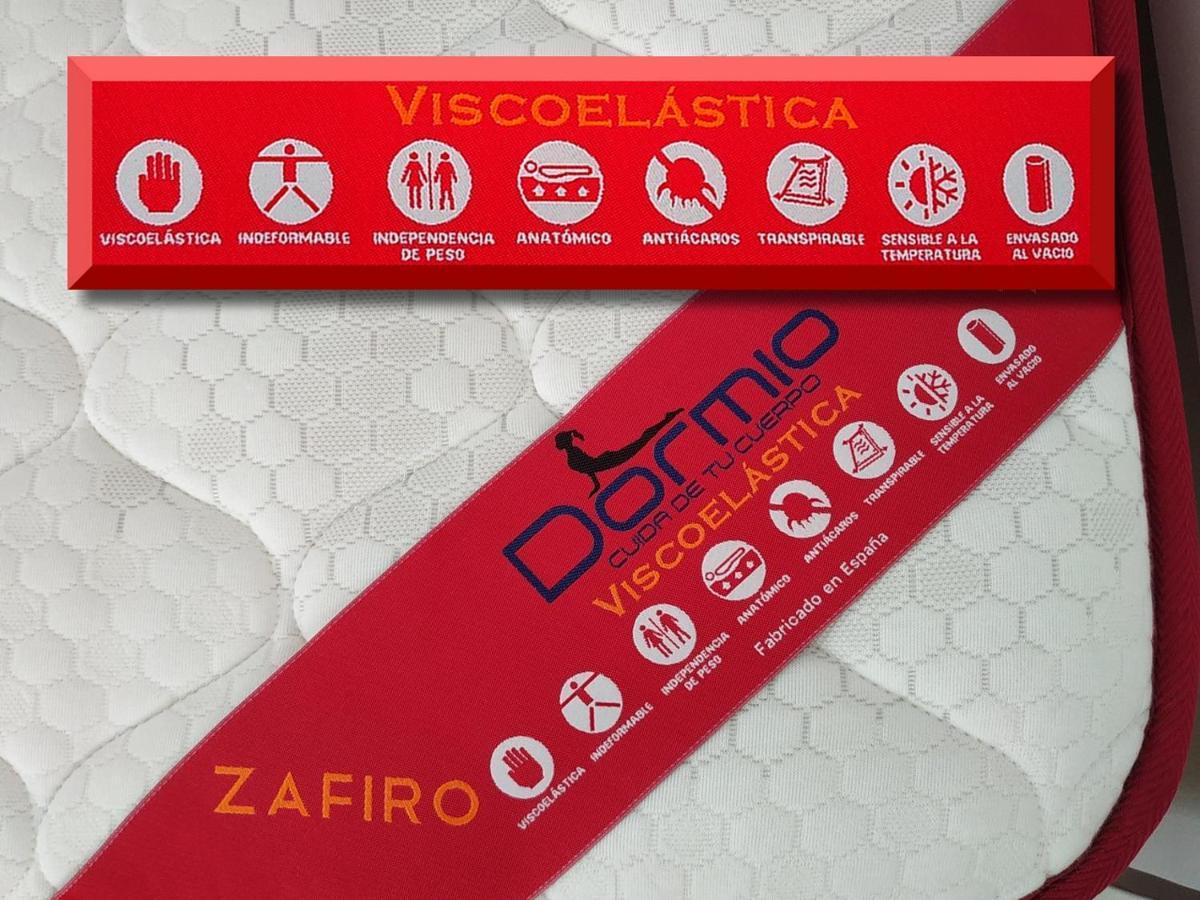 VISCOELÁSTICA
VISCOELÁSTICA INDEFORMABLE INDEPENDENCIA DE PESO ANATÓMICO ANTIÁCAROS TRANSPIRABLE SENSIBLE A LA TEMPERATURA ENVASADO AL VACIO
Dormio
CUIDA DE TU CUERPO
VISCOELÁSTICA
VISCOELÁSTICA INDEFORMABLE INDEPENDENCIA DE PESO ANATÓMICO ANTIÁCAROS TRANSPIRABLE SENSIBLE A LA TEMPERATURA ENVASADO AL VACIO
Fabricado en España
ZAFIRO